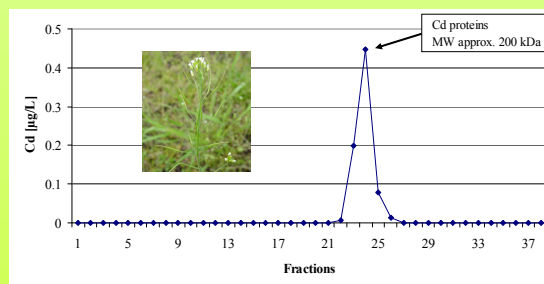 Cd proteins
MW approx. 200 kDa
0.5
0.4
0.3
0.2
0.1
0
Cd [µg/L]
1 5 9 13 17 21 25 29 33 37
Fractions